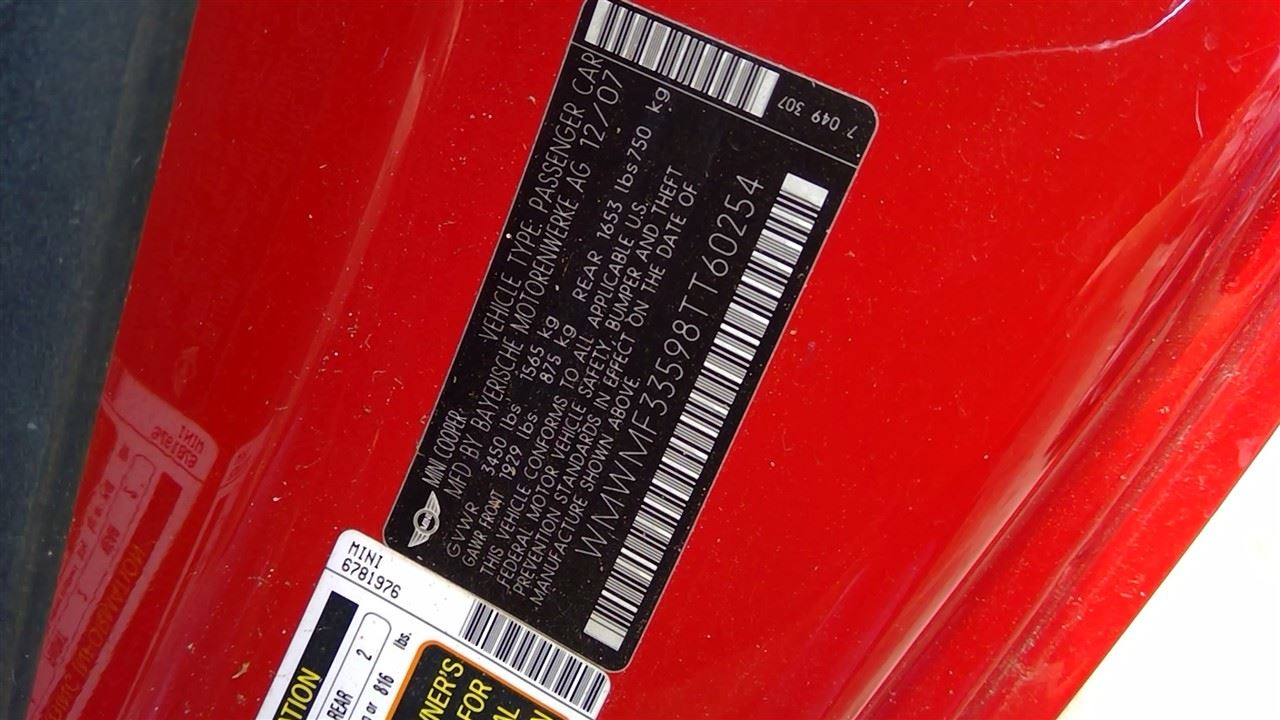 7 049 307
MINI COOPER VEHICLE TYPE: PASSENGER CAR
MFD BY BAYERISCHE MOTORENWERKE AG 12/07
GVWR 3450 lbs 1565 kg
GAWR FRONT 1929 lbs. 875 kg REAR 1653 lbs 750 kg
THIS VEHICLE CONFORMS TO ALL APPLICABLE U.S.
FEDERAL MOTOR VEHICLE SAFETY, BUMPER AND THEFT
PREVENTION STANDARDS IN EFFECT ON THE DATE OF
MANUFACTURE SHOWN ABOVE.
WMWMF33598TT60254
MINI
6781976
REAR 2
or 816 lbs.